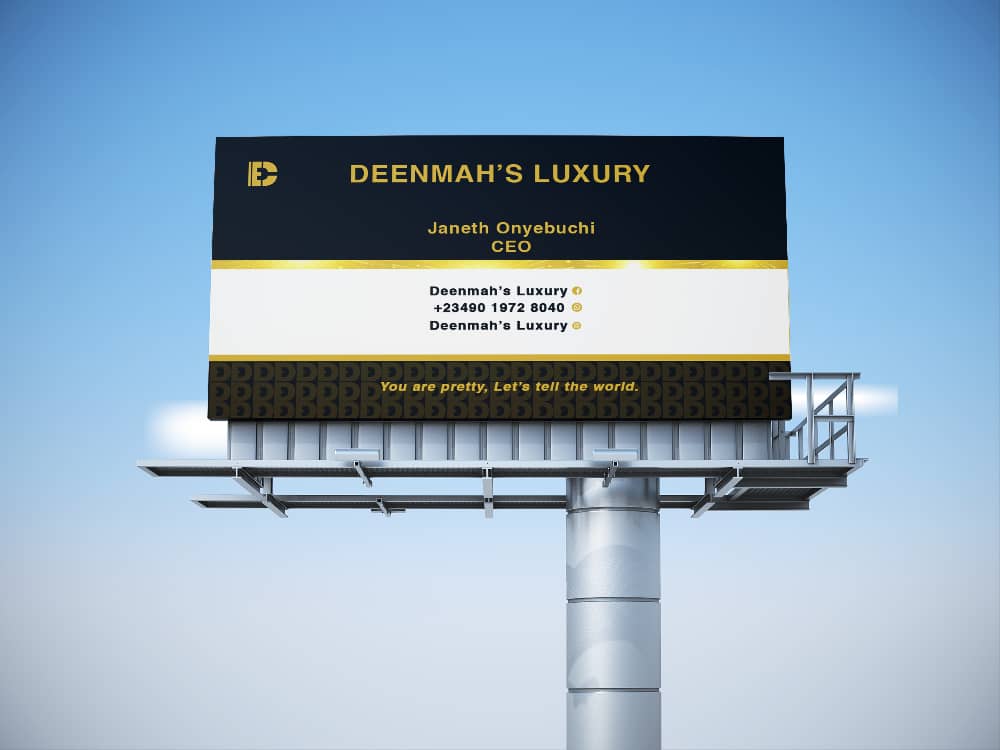 DEENMAH'S LUXURY
Janeth Onyebuchi
CEO
Deenmah's Luxury
+23490 1972 8040
Deenmah's Luxury
You are pretty, Let's tell the world.